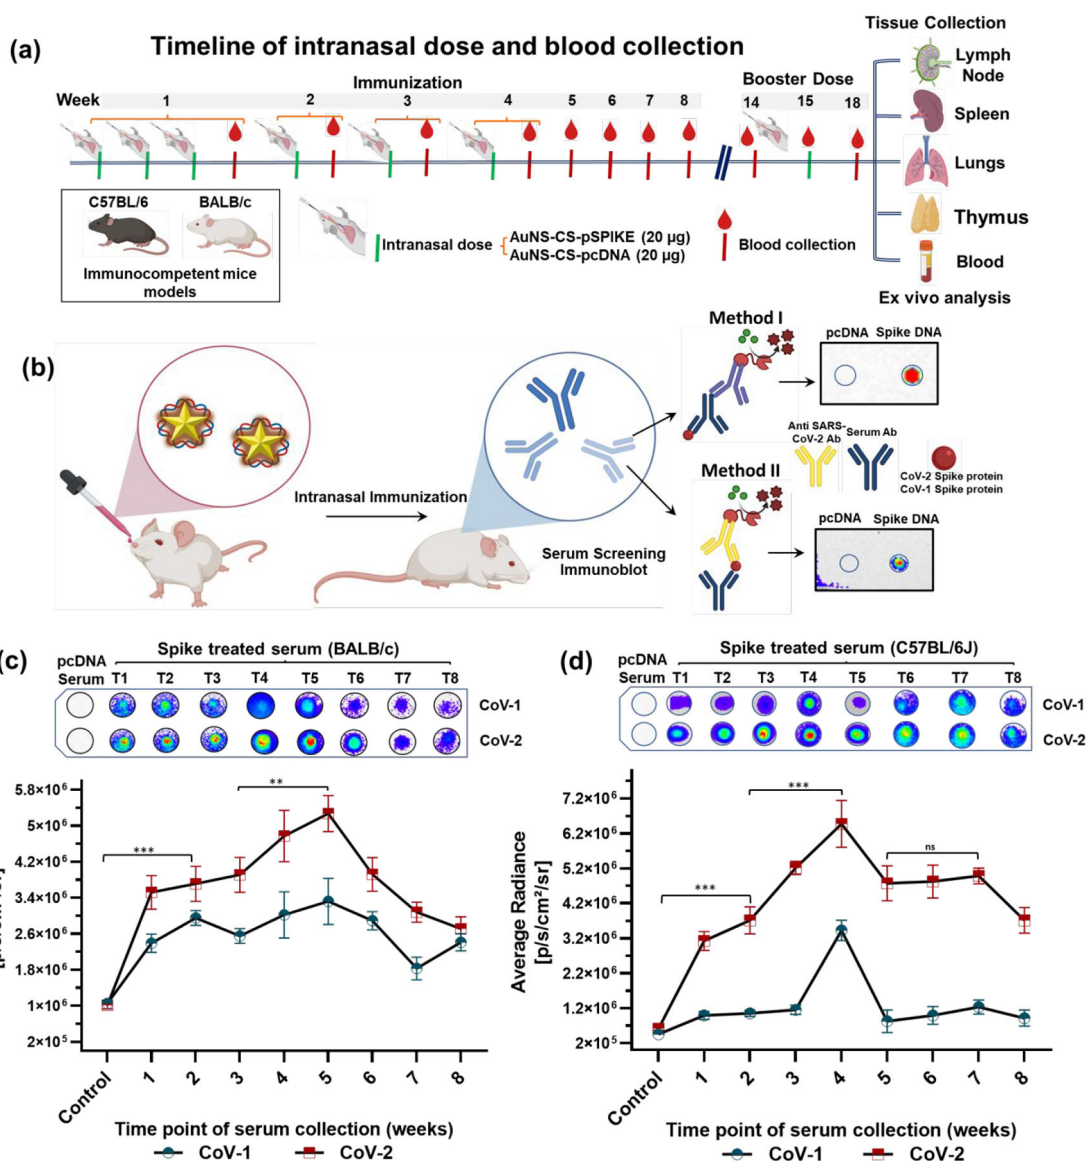 (a)
Timeline of intranasal dose and blood collection
Tissue Collection
Immunization
Booster Dose
Week 1 2 3 4 5 6 7 8 14 15 18
Lymph
Node
Spleen
Lungs
Thymus
Blood
Ex vivo analysis
C57BL/6 BALB/c
Immunocompetent mice
models
Intranasal dose
AuNS-CS-pSPIKE (20 µg)
AuNS-CS-pcDNA (20 µg)
Blood collection
(b)
Intranasal Immunization
Serum Screening
Immunoblot
Method I
pcDNA Spike DNA
Anti SARS-
CoV-2 Ab
Serum Ab
CoV-2 Spike protein
CoV-1 Spike protein
Method II
pcDNA Spike DNA
(c)
Spike treated serum (BALB/c)
pcDNA
Serum T1 T2 T3 T4 T5 T6 T7 T8
CoV-1
CoV-2
5.8×10⁶
5×10⁶
4.2×10⁶
3.4×10⁶
2.6×10⁶
1.8×10⁶
1×10⁶
2×10⁵
***
**
Control 1 2 3 4 5 6 7 8
Time point of serum collection (weeks)
CoV-1 CoV-2
(d)
Spike treated serum (C57BL/6J)
pcDNA
Serum T1 T2 T3 T4 T5 T6 T7 T8
CoV-1
CoV-2
Average Radiance
[p/s/cm²/sr]
7.2×10⁶
6.2×10⁶
5.2×10⁶
4.2×10⁶
3.2×10⁶
2.2×10⁶
1.2×10⁶
2×10⁵
***
***
ns
Control 1 2 3 4 5 6 7 8
Time point of serum collection (weeks)
CoV-1 CoV-2